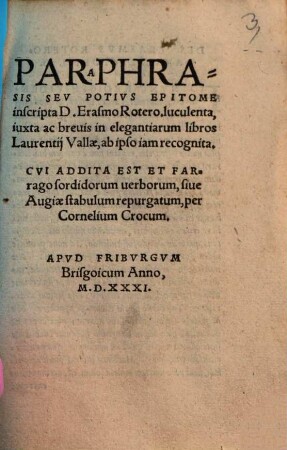 3
PARAPHRA-
SIS SEV POTIVS EPITOME
inscripta D. Erasmo Rotero. luculenta,
iuxta ac breuis in elegantiarum libros
Laurentij Vallæ, ab ipso iam recognita.
CVI ADDITA EST ET FAR-
rago sordidorum uerborum, siue
Augiæ stabulum repurgatum, per
Cornelium Crocum.
APVD FRIBVRGVM
Brisgoicum Anno,
M. D. XXXI.